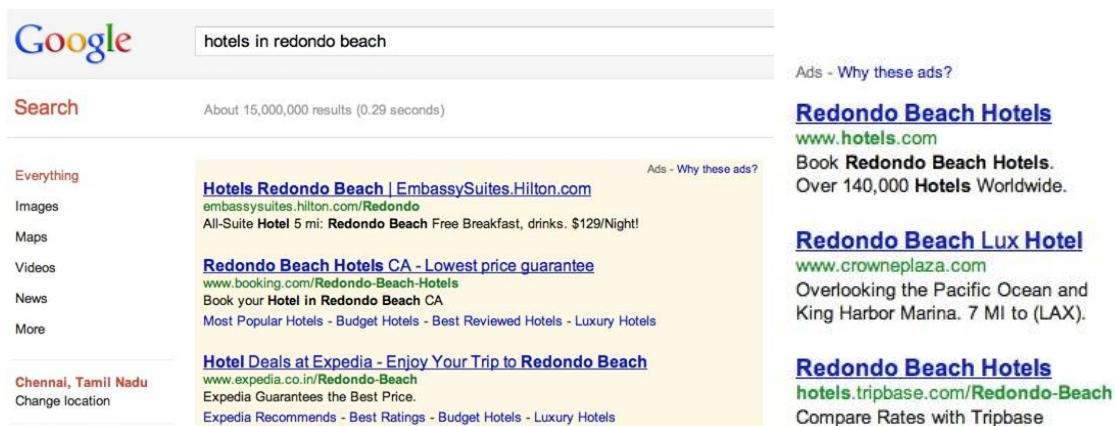 Google
hotels in redondo beach
Search
About 15,000,000 results (0.29 seconds)
Everything
Images
Maps
Videos
News
More
Chennai, Tamil Nadu
Change location
Ads - Why these ads?
Hotels Redondo Beach | EmbassySuites.Hilton.com
embassysuites.hilton.com/Redondo
All-Suite Hotel 5 mi: Redondo Beach Free Breakfast, drinks. $129/Night!
Redondo Beach Hotels CA - Lowest price guarantee
www.booking.com/Redondo-Beach-Hotels
Book your Hotel in Redondo Beach CA
Most Popular Hotels - Budget Hotels - Best Reviewed Hotels - Luxury Hotels
Hotel Deals at Expedia - Enjoy Your Trip to Redondo Beach
www.expedia.co.in/Redondo-Beach
Expedia Guarantees the Best Price.
Expedia Recommends - Best Ratings - Budget Hotels - Luxury Hotels
Ads - Why these ads?
Redondo Beach Hotels
www.hotels.com
Book Redondo Beach Hotels.
Over 140,000 Hotels Worldwide.
Redondo Beach Lux Hotel
www.crowneplaza.com
Overlooking the Pacific Ocean and
King Harbor Marina. 7 MI to (LAX).
Redondo Beach Hotels
hotels.tripbase.com/Redondo-Beach
Compare Rates with Tripbase